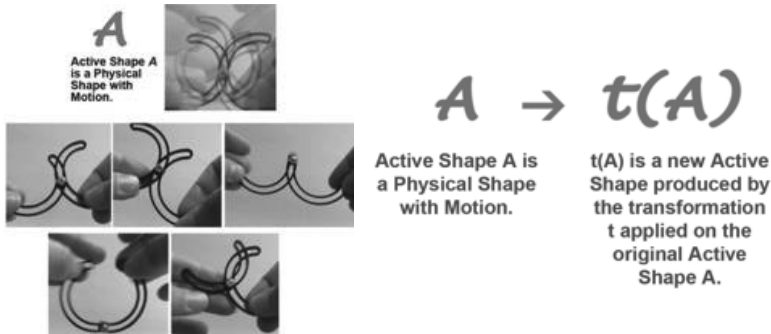 A
Active Shape A
is a Physical
Shape with
Motion.
A → t(A)
Active Shape A is
a Physical Shape
with Motion.
t(A) is a new Active
Shape produced by
the transformation
t applied on the
original Active
Shape A.